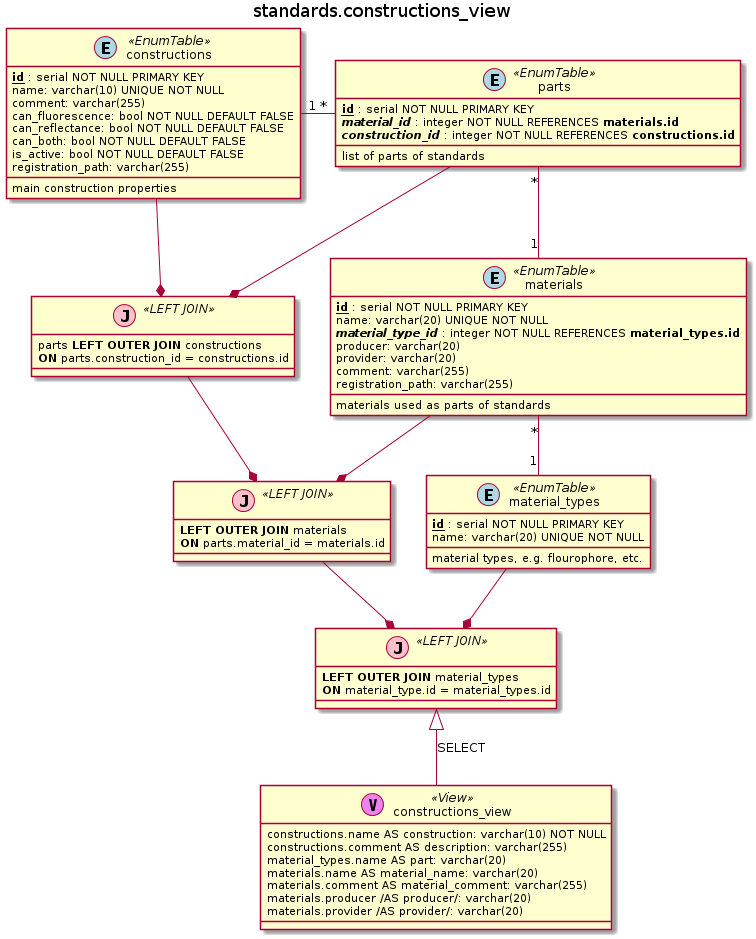 standards.constructions_view
E
«EnumTable»
constructions
id : serial NOT NULL PRIMARY KEY
name: varchar(10) UNIQUE NOT NULL
comment: varchar(255)
can_fluorescence: bool NOT NULL DEFAULT FALSE
can_reflectance: bool NOT NULL DEFAULT FALSE
can_both: bool NOT NULL DEFAULT FALSE
is_active: bool NOT NULL DEFAULT FALSE
registration_path: varchar(255)
main construction properties
1 *
E
«EnumTable»
parts
id : serial NOT NULL PRIMARY KEY
material_id : integer NOT NULL REFERENCES materials.id
construction_id : integer NOT NULL REFERENCES constructions.id
list of parts of standards
*
1
E
«EnumTable»
materials
id : serial NOT NULL PRIMARY KEY
name: varchar(20) UNIQUE NOT NULL
material_type_id : integer NOT NULL REFERENCES material_types.id
producer: varchar(20)
provider: varchar(20)
comment: varchar(255)
registration_path: varchar(255)
materials used as parts of standards
J
«LEFT JOIN»
parts LEFT OUTER JOIN constructions
ON parts.construction_id = constructions.id
*
1
J
«LEFT JOIN»
LEFT OUTER JOIN materials
ON parts.material_id = materials.id
E
«EnumTable»
material_types
id : serial NOT NULL PRIMARY KEY
name: varchar(20) UNIQUE NOT NULL
material types, e.g. flourophore, etc.
J
«LEFT JOIN»
LEFT OUTER JOIN material_types
ON material_type.id = material_types.id
SELECT
V
«View»
constructions_view
constructions.name AS construction: varchar(10) NOT NULL
constructions.comment AS description: varchar(255)
material_types.name AS part: varchar(20)
materials.name AS material_name: varchar(20)
materials.comment AS material_comment: varchar(255)
materials.producer /AS producer/: varchar(20)
materials.provider /AS provider/: varchar(20)